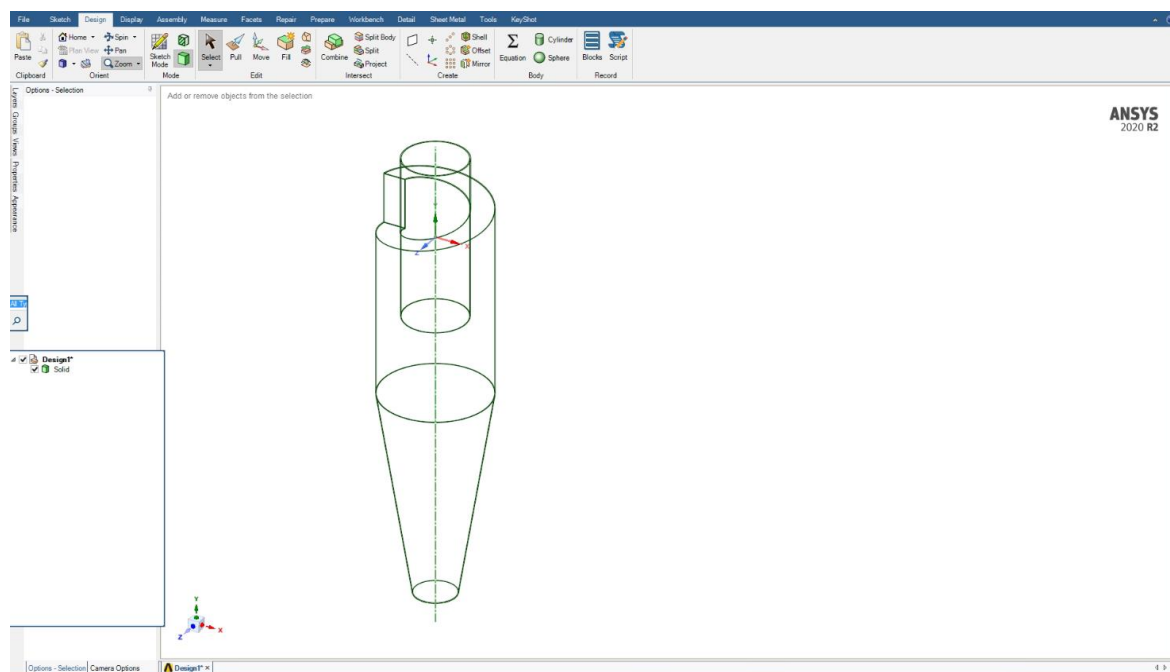 File Sketch Design Display Assembly Measure Facets Repair Prepare Workbench Detail Sheet Metal Tools KeyShot
Home Spin Split Body Shell Cylinder
Plan View Pan Split Offset Sphere
Paste Zoom Sketch Mode Select Pull Move Fill Combine Project Mirror Equation Blocks Script
Clipboard Orient Mode Edit Intersect Create Body Record
Options - Selection
Add or remove objects from the selection
ANSYS
2020 R2
Layers Groups Views Properties Appearance
Y
X
Z
Design1*
Solid
Y
Z X
Options - Selection Camera Options Design1*